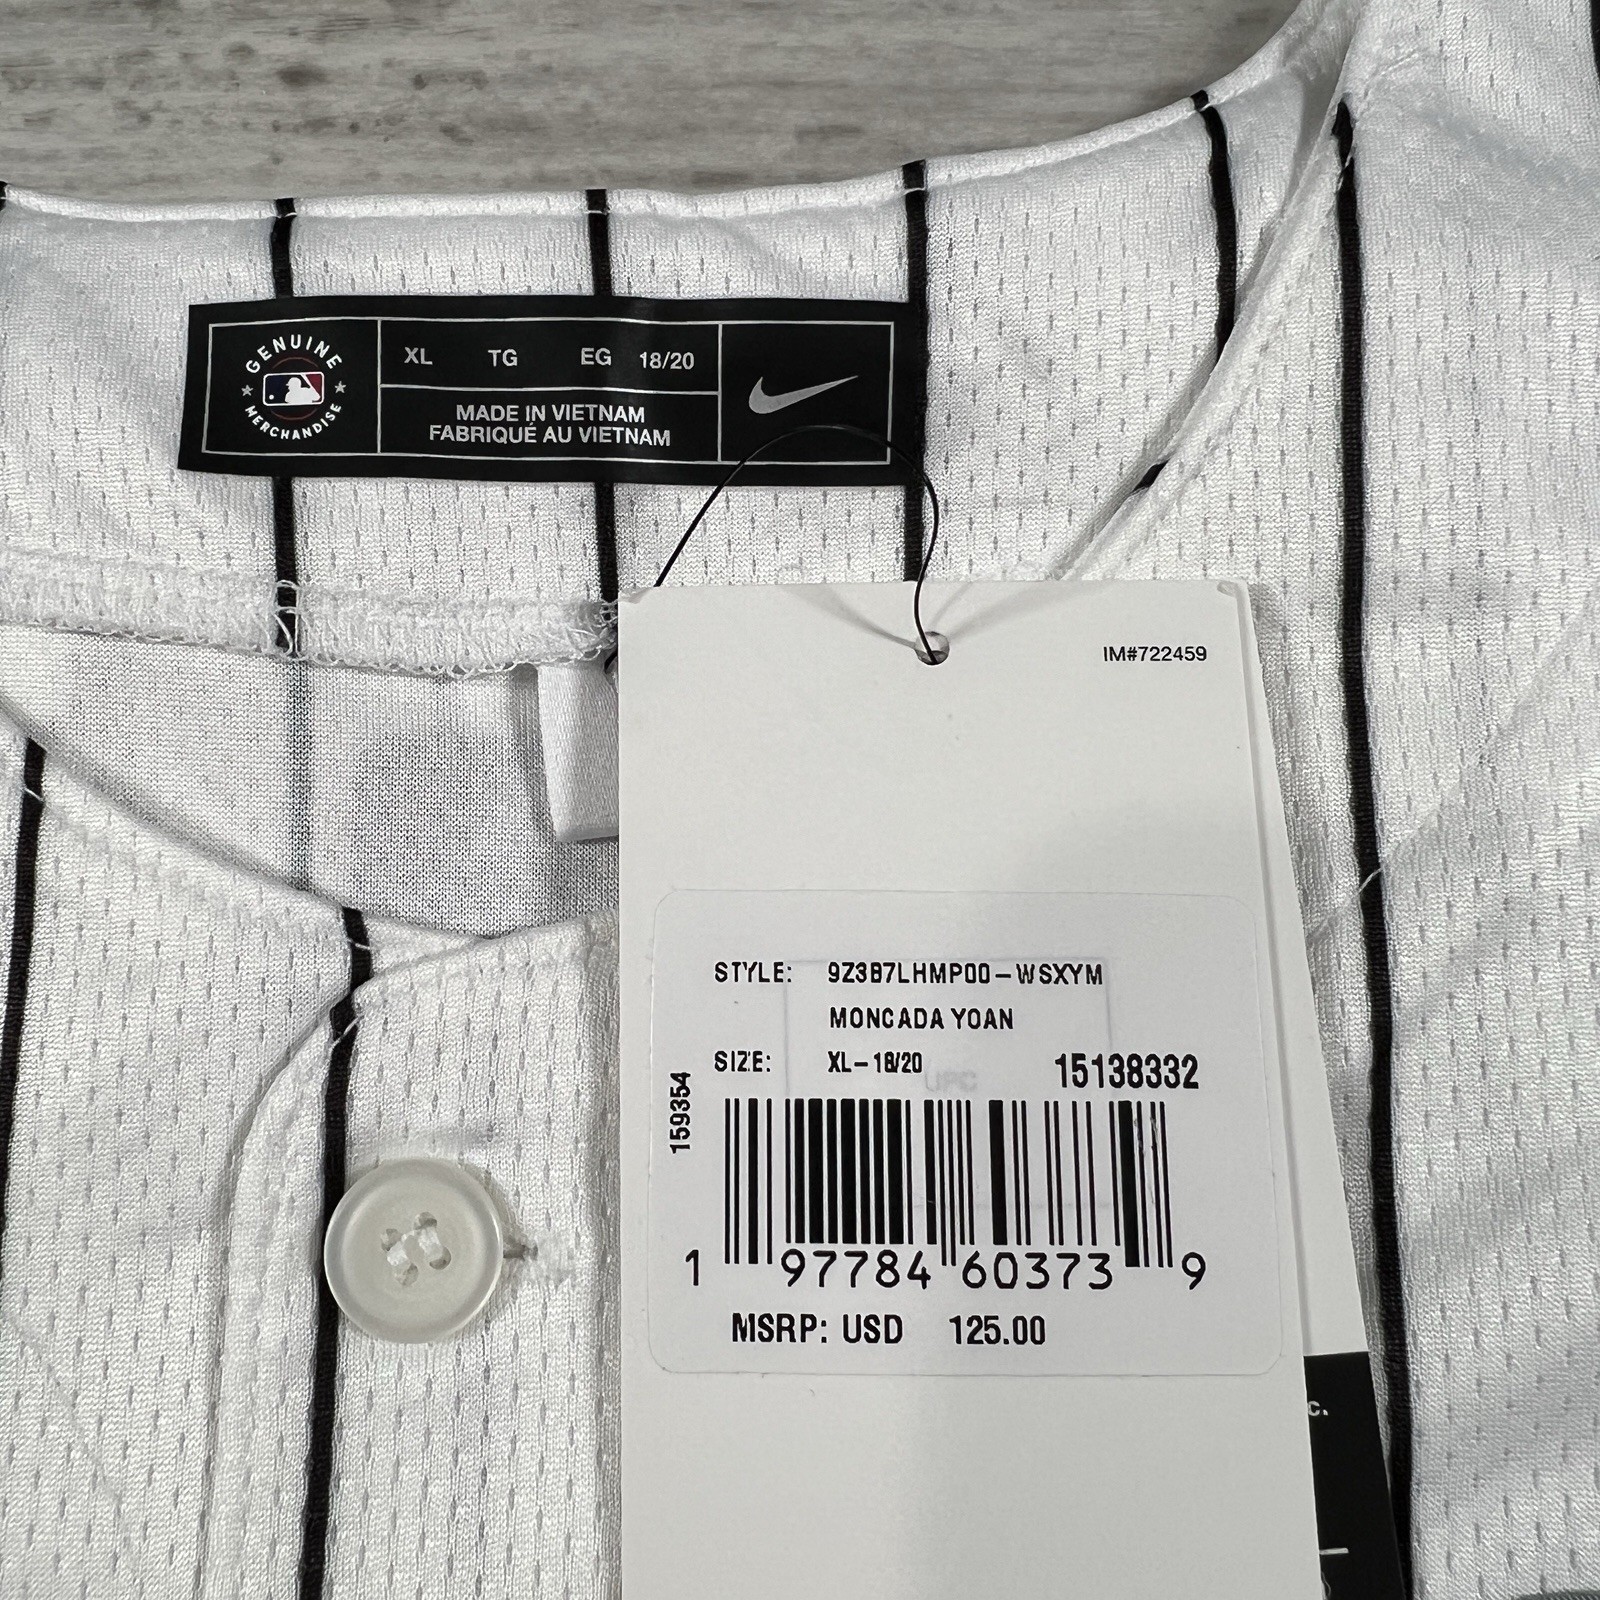 GENUINE
MERCHANDISE
XL TG EG 18/20
MADE IN VIETNAM
FABRIQUÉ AU VIETNAM
IM#722459
STYLE: 9Z3B7LHMP00-WSXYM
MONCADA YOAN
SIZE: XL-18/20
UPC
15138332
159354
1 97784 60373 9
MSRP: USD 125.00
c.